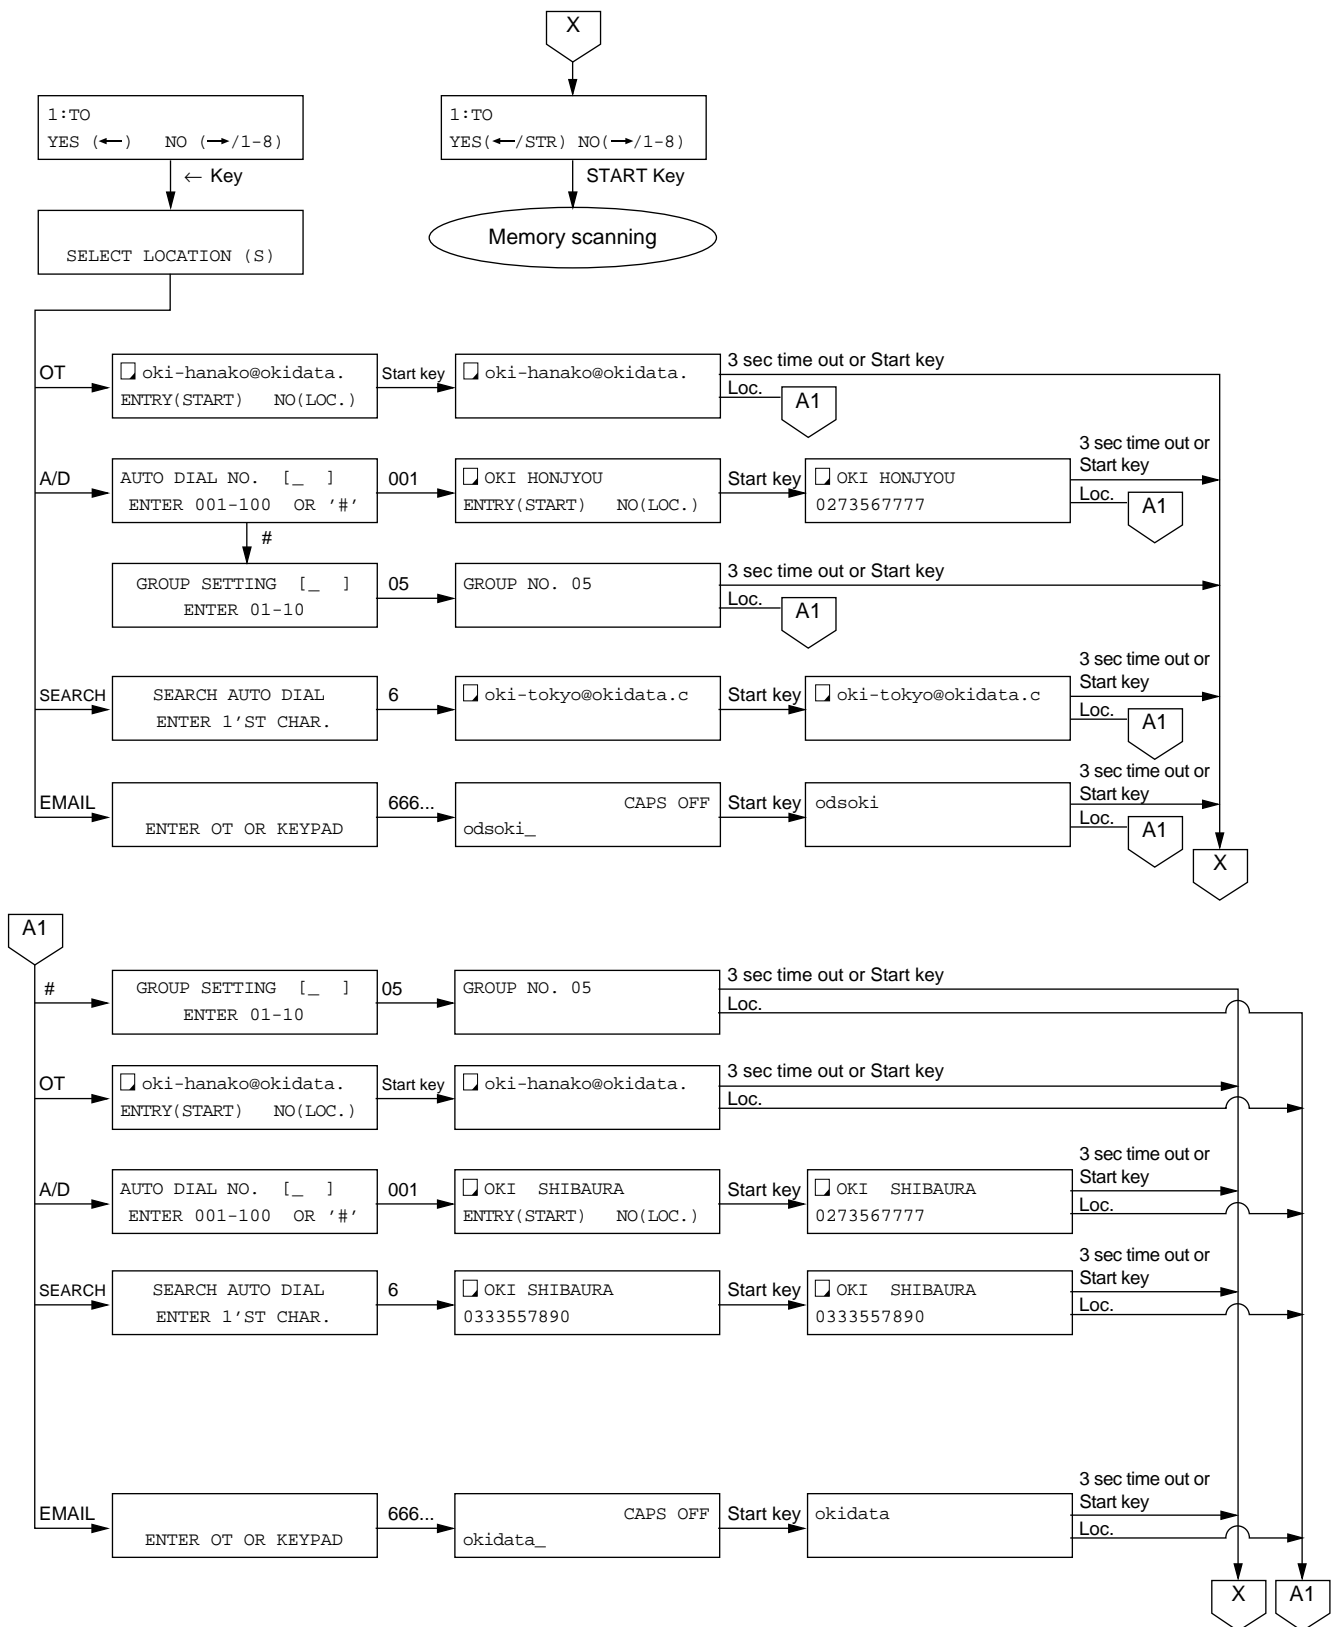 X
1:TO
YES (←) NO (→/1-8)
← Key
SELECT LOCATION (S)
1:TO
YES(←/STR) NO(→/1-8)
START Key
Memory scanning
OT
oki-hanako@okidata.
ENTRY(START) NO(LOC.)
Start key
oki-hanako@okidata.
3 sec time out or Start key
Loc.
A1
A/D
AUTO DIAL NO. [_ ]
ENTER 001-100 OR ’#’
001
OKI HONJYOU
ENTRY(START) NO(LOC.)
Start key
OKI HONJYOU
0273567777
3 sec time out or
Start key
Loc.
A1
#
GROUP SETTING [_ ]
ENTER 01-10
05
GROUP NO. 05
3 sec time out or Start key
Loc.
A1
SEARCH
SEARCH AUTO DIAL
ENTER 1’ST CHAR.
6
oki-tokyo@okidata.c
Start key
oki-tokyo@okidata.c
3 sec time out or
Start key
Loc.
A1
EMAIL
ENTER OT OR KEYPAD
666...
CAPS OFF
odsoki_
Start key
odsoki
3 sec time out or
Start key
Loc.
A1
X
A1
#
GROUP SETTING [_ ]
ENTER 01-10
05
GROUP NO. 05
3 sec time out or Start key
Loc.
OT
oki-hanako@okidata.
ENTRY(START) NO(LOC.)
Start key
oki-hanako@okidata.
3 sec time out or Start key
Loc.
A/D
AUTO DIAL NO. [_ ]
ENTER 001-100 OR ’#’
001
OKI SHIBAURA
ENTRY(START) NO(LOC.)
Start key
OKI SHIBAURA
0273567777
3 sec time out or
Start key
Loc.
SEARCH
SEARCH AUTO DIAL
ENTER 1’ST CHAR.
6
OKI SHIBAURA
0333557890
Start key
OKI SHIBAURA
0333557890
3 sec time out or
Start key
Loc.
EMAIL
ENTER OT OR KEYPAD
666...
CAPS OFF
okidata_
Start key
okidata
3 sec time out or
Start key
Loc.
X
A1